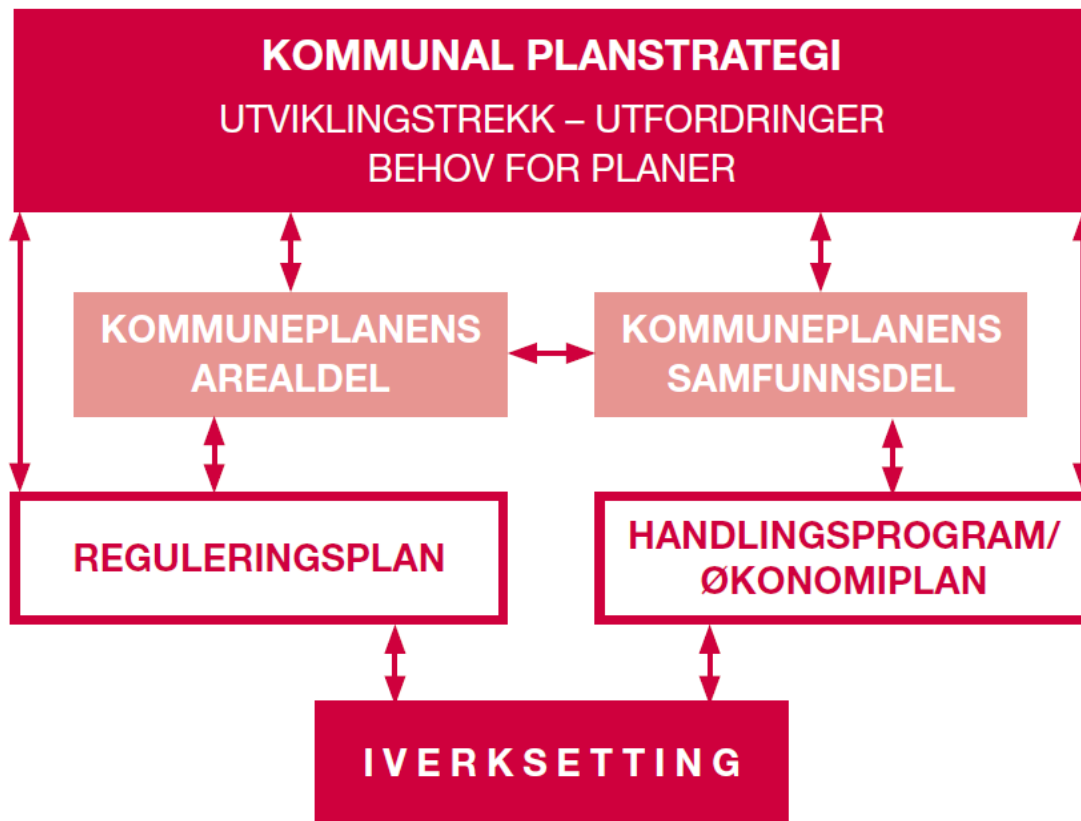 KOMMUNAL PLANSTRATEGI
UTVIKLINGSTREKK – UTFORDRINGER
BEHOV FOR PLANER
KOMMUNEPLANENS
AREALDEL
KOMMUNEPLANENS
SAMFUNNSDEL
REGULERINGSPLAN
HANDLINGSPROGRAM/
ØKONOMIPLAN
IVERKSETTING